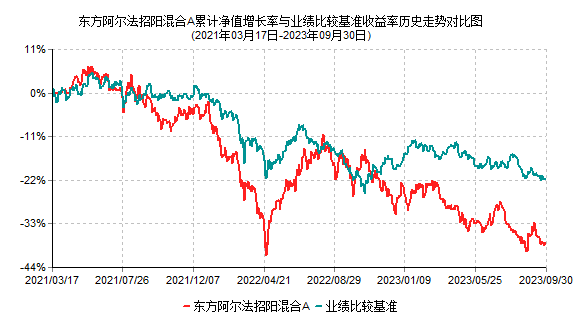 东方阿尔法招阳混合A累计净值增长率与业绩比较基准收益率历史走势对比图
(2021年03月17日-2023年09月30日)
11%
0%
-11%
-22%
-33%
-44%
2021/03/17 2021/07/26 2021/12/07 2022/04/21 2022/08/29 2023/01/09 2023/05/25 2023/09/30
东方阿尔法招阳混合A 业绩比较基准